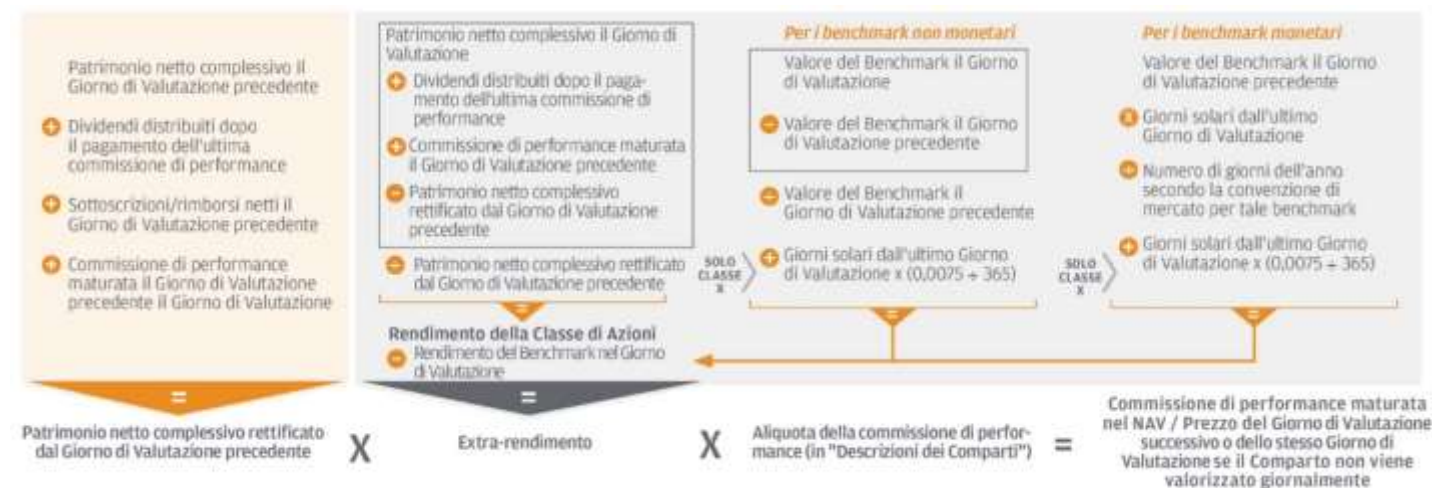 Patrimonio netto complessivo il
Giorno di Valutazione precedente
+ Dividendi distribuiti dopo
il pagamento dell'ultima
commissione di performance
+ Sottoscrizioni/rimborsi netti il
Giorno di Valutazione precedente
+ Commissione di performance
maturata il Giorno di Valutazione
precedente il Giorno di Valutazione
=
Patrimonio netto complessivo rettificato
dal Giorno di Valutazione precedente
X
Patrimonio netto complessivo il Giorno di
Valutazione
+ Dividendi distribuiti dopo il paga-
mento dell'ultima commissione di
performance
+ Commissione di performance maturata
il Giorno di Valutazione precedente
− Patrimonio netto complessivo
rettificato dal Giorno di Valutazione
precedente
Patrimonio netto complessivo rettificato
dal Giorno di Valutazione precedente
=
Rendimento della Classe di Azioni
− Rendimento del Benchmark nel Giorno
di Valutazione
=
Extra-rendimento
X
Per i benchmark non monetari
Valore del Benchmark il Giorno
di Valutazione
− Valore del Benchmark il Giorno
di Valutazione precedente
Valore del Benchmark il
Giorno di Valutazione precedente
SOLO
CLASSE
X
+ Giorni solari dall'ultimo Giorno
di Valutazione x (0,0075 ÷ 365)
=
Aliquota della commissione di perfor-
mance (in "Descrizioni dei Comparti")
=
Per i benchmark monetari
Valore del Benchmark il Giorno
di Valutazione precedente
x Giorni solari dall'ultimo
Giorno di Valutazione
Numero di giorni dell'anno
secondo la convenzione di
mercato per tale benchmark
SOLO
CLASSE
X
+ Giorni solari dall'ultimo Giorno
di Valutazione x (0,0075 ÷ 365)
=
Commissione di performance maturata
nel NAV / Prezzo del Giorno di Valutazione
successivo o dello stesso Giorno di
Valutazione se il Comparto non viene
valorizzato giornalmente